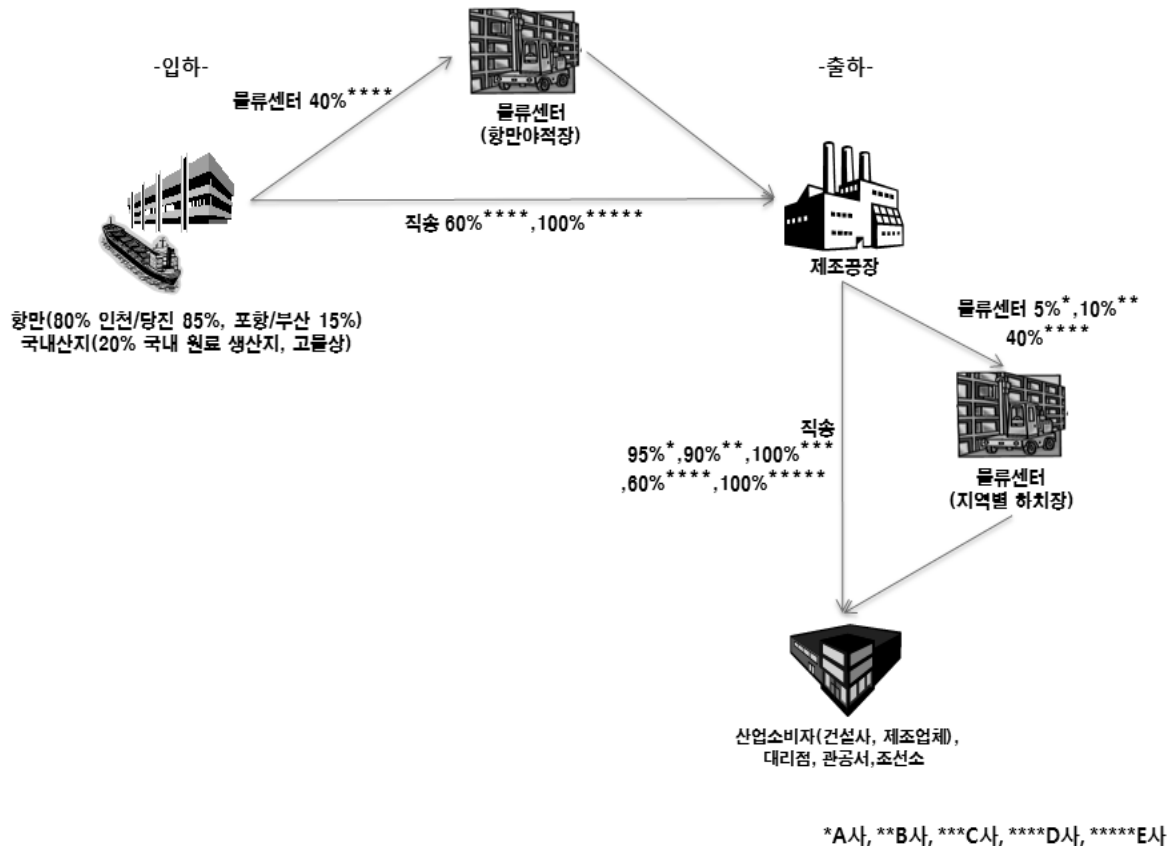 -입하-
-출하-
물류센터 40%****
물류센터
(항만야적장)
직송 60%****,100%*****
제조공장
항만(80% 인천/당진 85%, 포항/부산 15%)
국내산지(20% 국내 원료 생산지, 고물상)
물류센터 5%*,10%**
40%****
직송
95%*,90%**,100%***
,60%****,100%*****
물류센터
(지역별 하치장)
산업소비자(건설사, 제조업체),
대리점, 관공서,조선소
*A사, **B사, ***C사, ****D사, *****E사